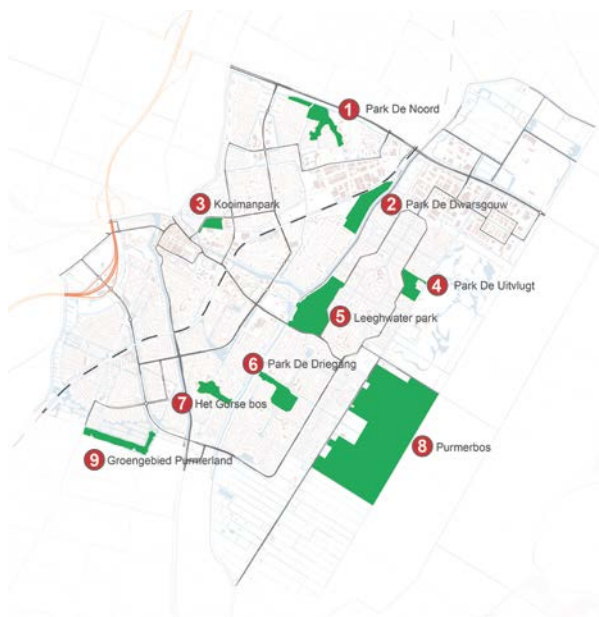 1 Park De Noord
2 Park De Dwarsgouw
3 Kooimanpark
4 Park De Uitvlugt
5 Leeghwater park
6 Park De Driegang
7 Het Gorse bos
8 Purmerbos
9 Groengebied Purmerland